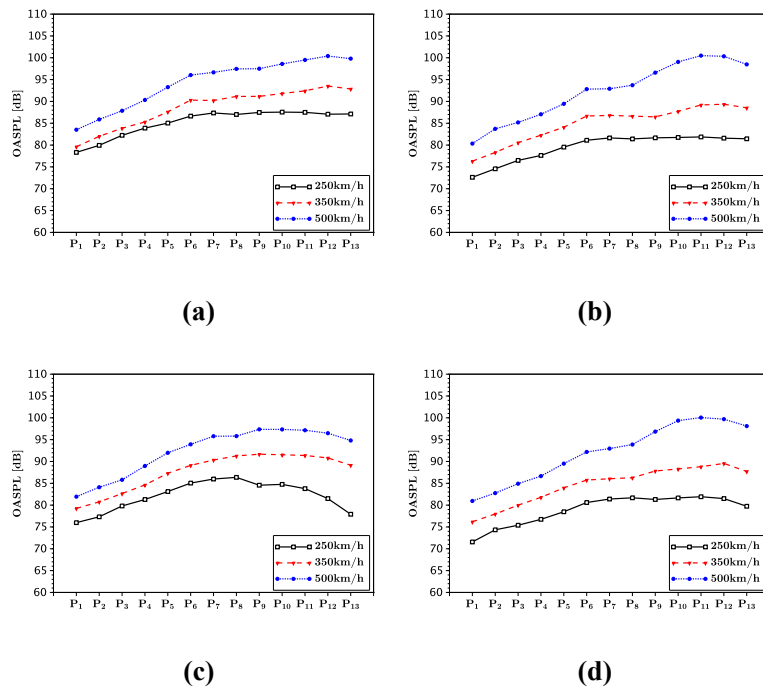 110
105
100
95
90
85
80
75
70
65
60
OASPL [dB]
P₁ P₂ P₃ P₄ P₅ P₆ P₇ P₈ P₉ P₁₀ P₁₁ P₁₂ P₁₃
250km/h
350km/h
500km/h
(a)
110
105
100
95
90
85
80
75
70
65
60
OASPL [dB]
P₁ P₂ P₃ P₄ P₅ P₆ P₇ P₈ P₉ P₁₀ P₁₁ P₁₂ P₁₃
250km/h
350km/h
500km/h
(b)
110
105
100
95
90
85
80
75
70
65
60
OASPL [dB]
P₁ P₂ P₃ P₄ P₅ P₆ P₇ P₈ P₉ P₁₀ P₁₁ P₁₂ P₁₃
250km/h
350km/h
500km/h
(c)
110
105
100
95
90
85
80
75
70
65
60
OASPL [dB]
P₁ P₂ P₃ P₄ P₅ P₆ P₇ P₈ P₉ P₁₀ P₁₁ P₁₂ P₁₃
250km/h
350km/h
500km/h
(d)